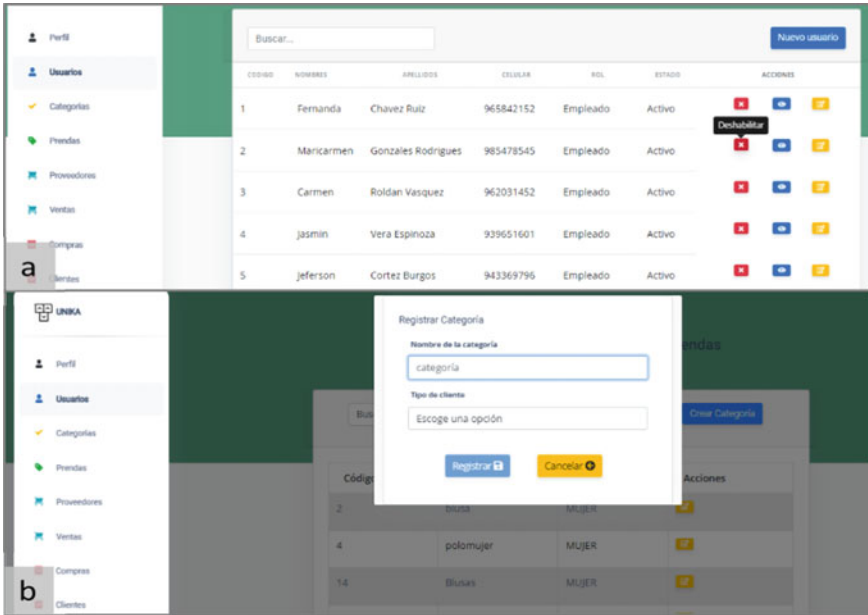 Perfil
Usuarios
Categorias
Prendas
Proveedores
Ventas
Compras
Clientes
a
Buscar...
Nuevo usuario
CODIGO NOMBRES APELLIDOS CELULAR ROL ESTADO ACCIONES
1 Fernanda Chavez Ruiz 965842152 Empleado Activo
Deshabilitar
2 Maricarmen Gonzales Rodrigues 985478545 Empleado Activo
3 Carmen Roldan Vasquez 962031452 Empleado Activo
4 Jasmin Vera Espinoza 939651601 Empleado Activo
5 Jeferson Cortez Burgos 943369796 Empleado Activo
UNIKA
Perfil
Usuarios
Categorias
Prendas
Proveedores
Ventas
Compras
Clientes
b
Registrar Categoría
Nombre de la categoría
categoría
Tipo de cliente
Escoge una opción
Registrar
Cancelar
endas
Bus
Crear Categoría
Códig Acciones
2 blusa MUJER
4 polomujer MUJER
14 Blusas MUJER